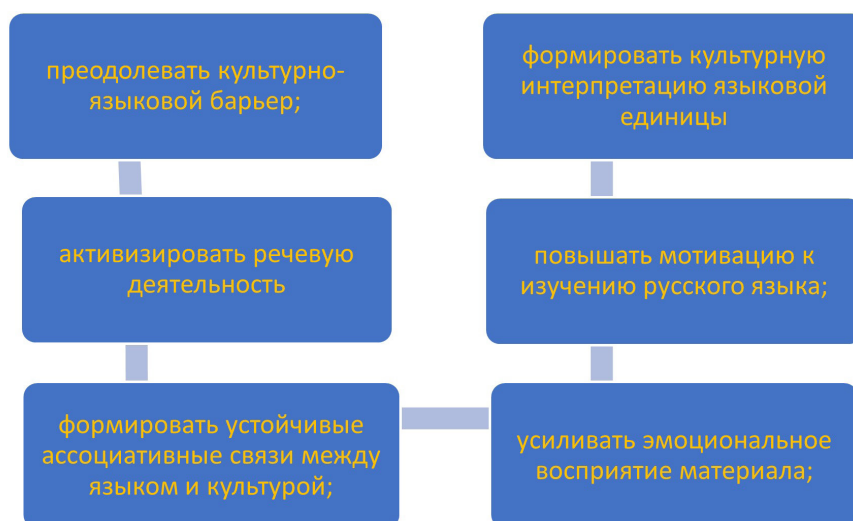 преодолевать культурно-
языковой барьер;
активизировать речевую
деятельность
формировать устойчивые
ассоциативные связи между
языком и культурой;
усиливать эмоциональное
восприятие материала;
повышать мотивацию к
изучению русского языка;
формировать культурную
интерпретацию языковой
единицы